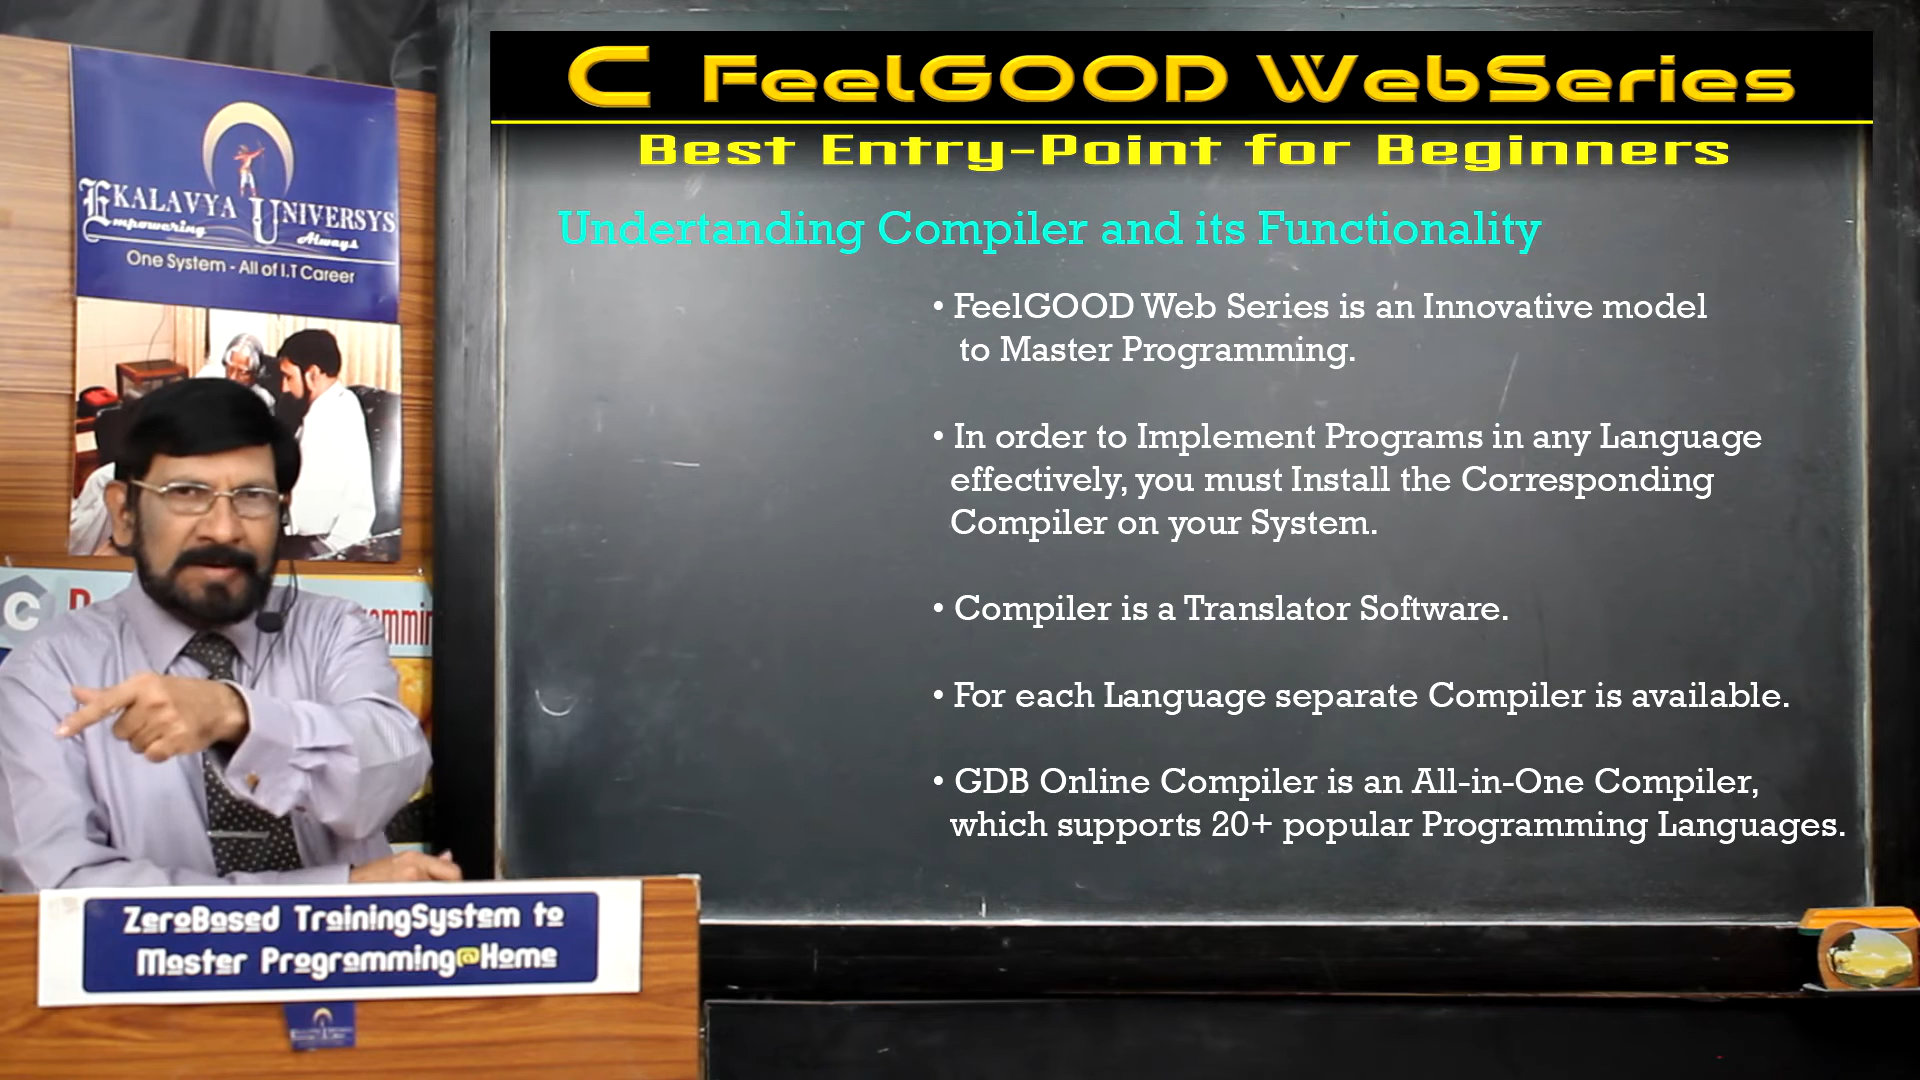 C FeelGOOD WebSeries
Best Entry-Point for Beginners
Undertanding Compiler and its Functionality
• FeelGOOD Web Series is an Innovative model
to Master Programming.
• In order to Implement Programs in any Language
effectively, you must Install the Corresponding
Compiler on your System.
• Compiler is a Translator Software.
• For each Language separate Compiler is available.
• GDB Online Compiler is an All-in-One Compiler,
which supports 20+ popular Programming Languages.
EKALAVYA UNIVERSYS
Empowering Always
One System - All of I.T Career
C
ZeroBased TrainingSystem to
Master Programming@Home